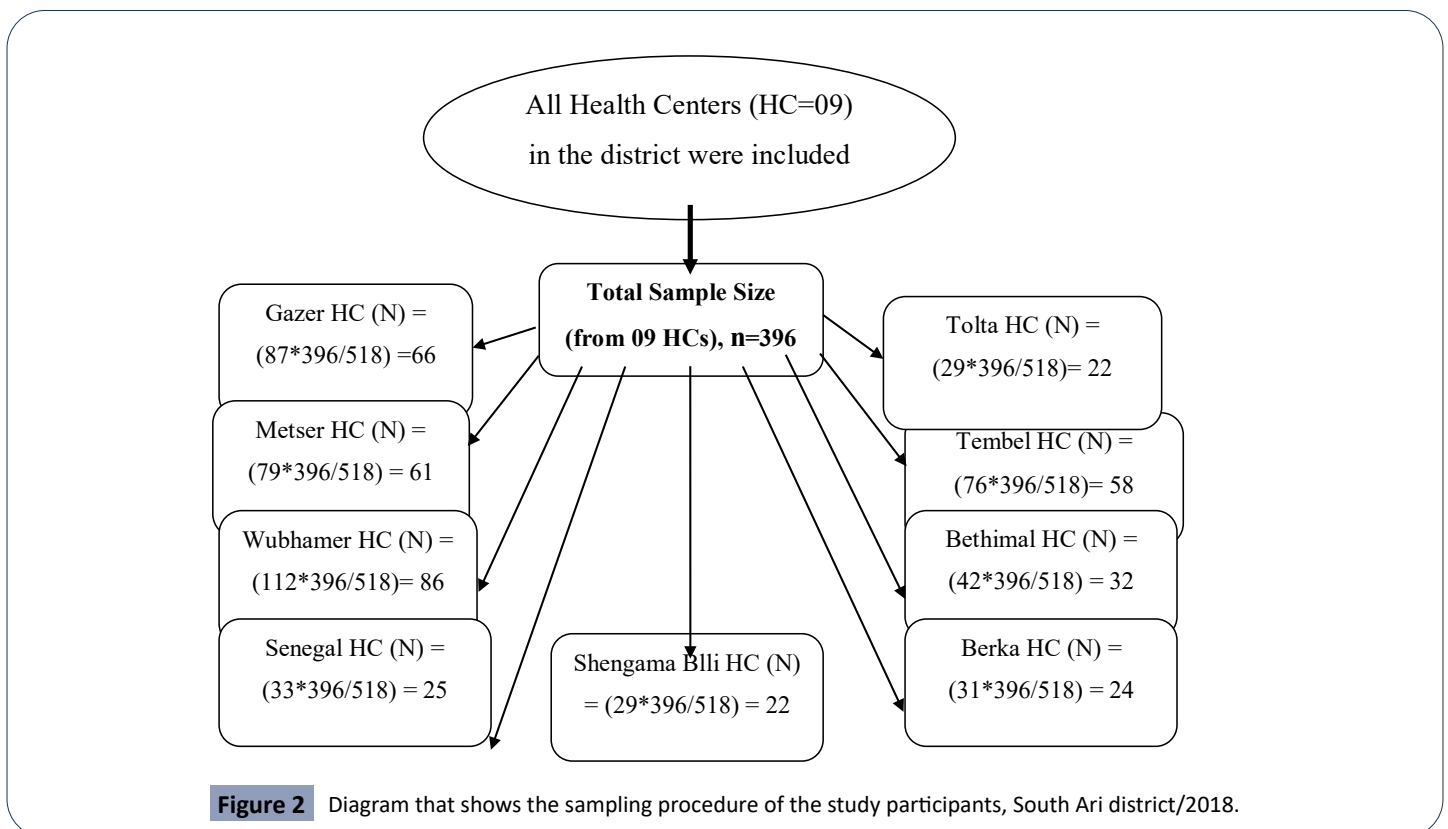 All Health Centers (HC=09)
in the district were included
Total Sample Size
(from 09 HCs), n=396
Gazer HC (N) =
(87*396/518) =66
Metser HC (N) =
(79*396/518) = 61
Wubhamer HC (N) =
(112*396/518)= 86
Senegal HC (N) =
(33*396/518) = 25
Shengama Blli HC (N)
= (29*396/518) = 22
Tolta HC (N) =
(29*396/518)= 22
Tembel HC (N) =
(76*396/518)= 58
Bethimal HC (N) =
(42*396/518) = 32
Berka HC (N) =
(31*396/518) = 24
Figure 2 Diagram that shows the sampling procedure of the study participants, South Ari district/2018.